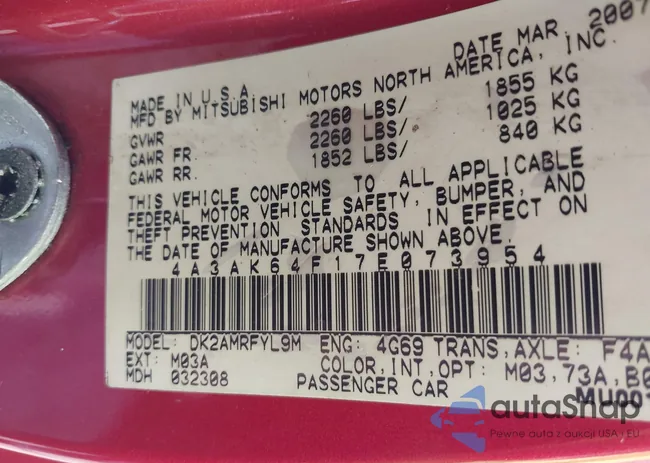 DATE MAR, 2007
MADE IN U.S.A
MFD BY MITSUBISHI MOTORS NORTH AMERICA, INC.
GVWR 2260 LBS/ 1855 KG
GAWR FR. 2260 LBS/ 1025 KG
GAWR RR. 1852 LBS/ 840 KG
THIS VEHICLE CONFORMS TO ALL APPLICABLE
FEDERAL MOTOR VEHICLE SAFETY, BUMPER, AND
THEFT PREVENTION STANDARDS IN EFFECT ON
THE DATE OF MANUFACTURE SHOWN ABOVE.
4A3AK64F17E073954
MODEL: DK2AMRFYL9M ENG: 4G69 TRANS,AXLE: F4A
EXT: M03A COLOR,INT,OPT: M03,73A,B0
MDH 032308 PASSENGER CAR MU001
autaShap
Pewne auta z aukcji USA i EU